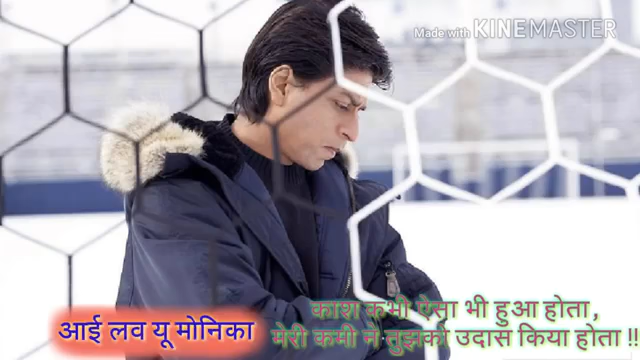 Made with KINEMASTER
काश कभी ऐसा भी हुआ होता,
आई लव यू मोनिका
मेरी कमी ने तुझको उदास किया होता !!